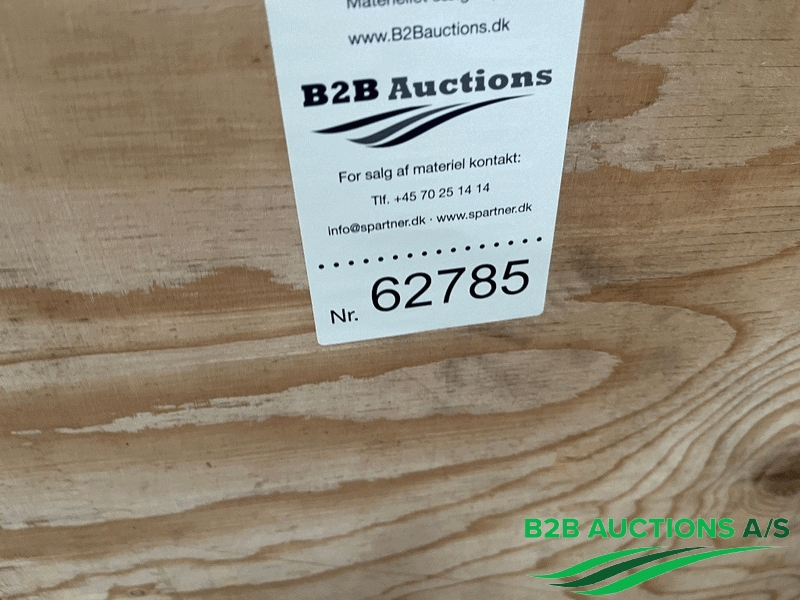 www.B2Bauctions.dk
B2B Auctions
For salg af materiel kontakt:
Tlf. +45 70 25 14 14
info@spartner.dk · www.spartner.dk
Nr. 62785
B2B AUCTIONS A/S